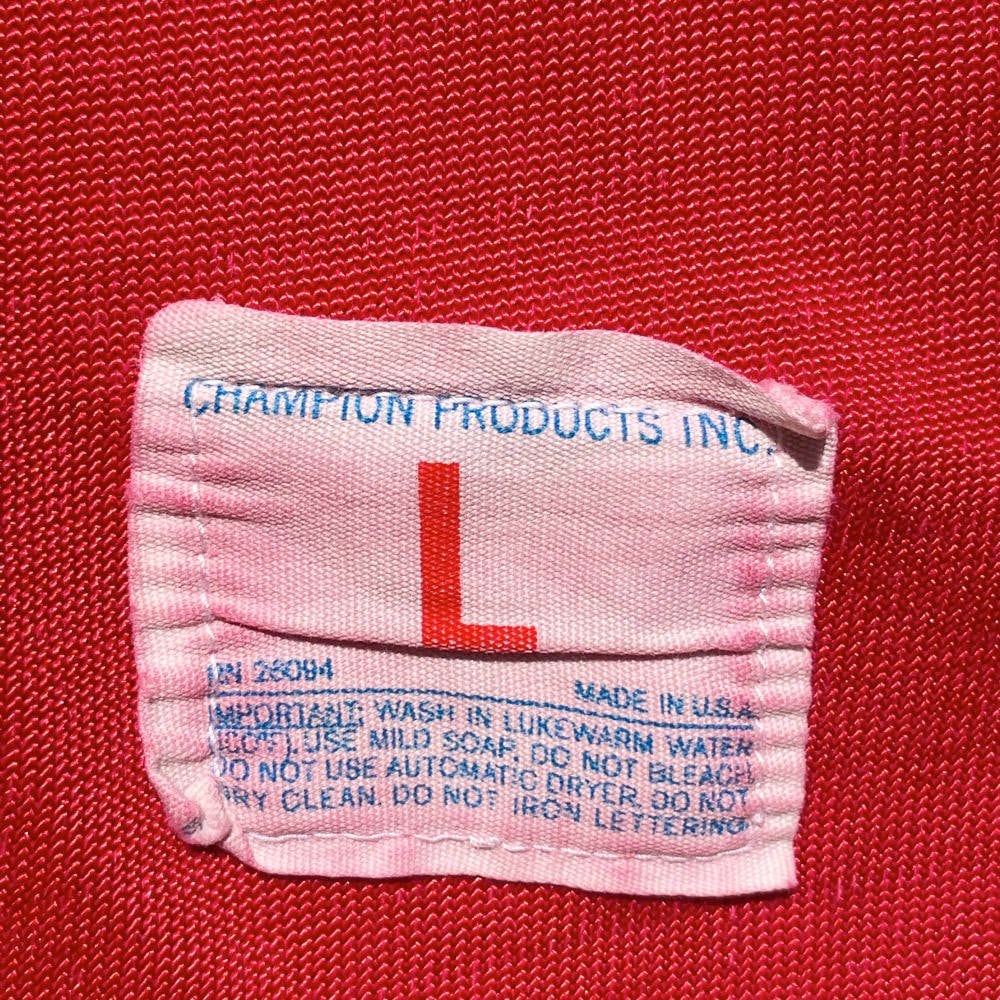 CHAMPION PRODUCTS INC.
L
RN 26094
MADE IN U.S.A
IMPORTANT: WASH IN LUKEWARM WATER
USE MILD SOAP, DO NOT BLEACH,
DO NOT USE AUTOMATIC DRYER, DO NOT
DRY CLEAN. DO NOT IRON LETTERING